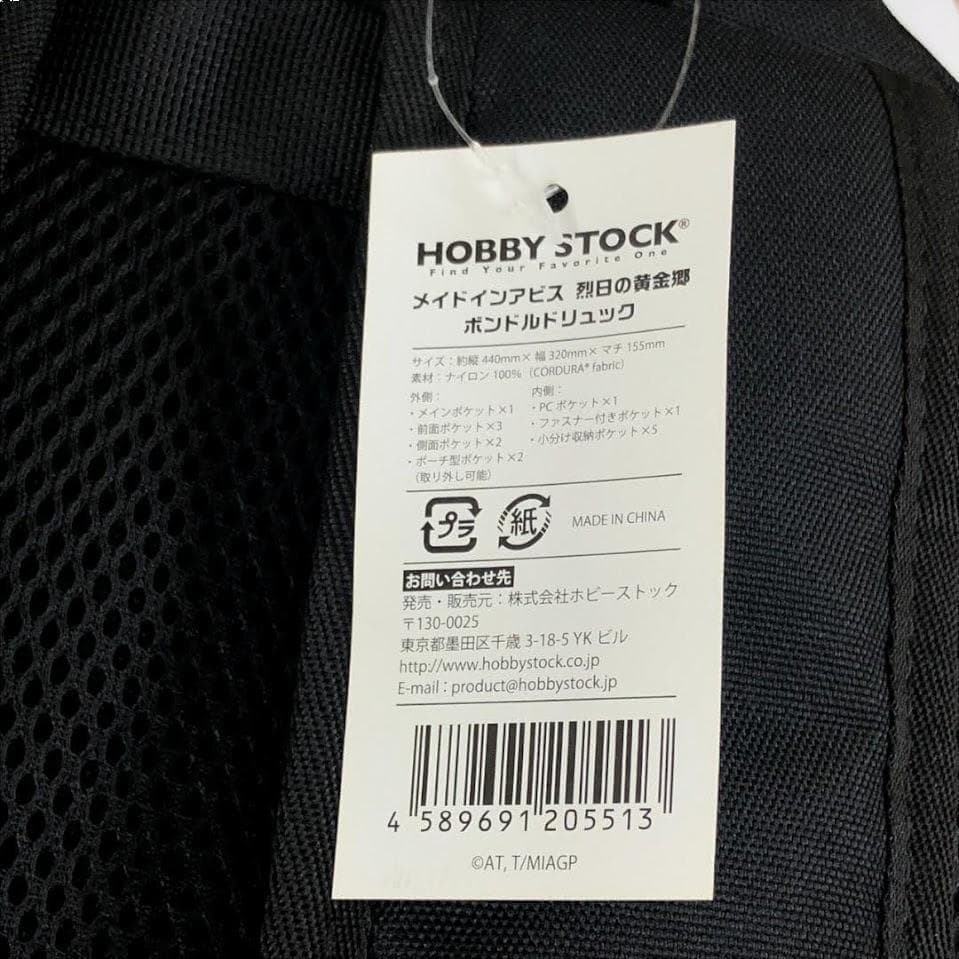 HOBBY STOCK®
Find Your Favorite One
メイドインアビス 烈日の黄金郷
ボンドルドリュック
サイズ：約縦 440mm× 幅 320mm× マチ 155mm
素材：ナイロン 100%（CORDURA® fabric）
外側：
・メインポケット×1
・前面ポケット×3
・側面ポケット×2
・ポーチ型ポケット×2
（取り外し可能）
内側：
・PC ポケット×1
・ファスナー付きポケット×1
・小分け収納ポケット×5
プラ
紙
MADE IN CHINA
お問い合わせ先
発売・販売元：株式会社ホビーストック
〒130-0025
東京都墨田区千歳 3-18-5 YK ビル
http://www.hobbystock.co.jp
E-mail：product@hobbystock.jp
4 589691 205513
©AT, T/MIAGP